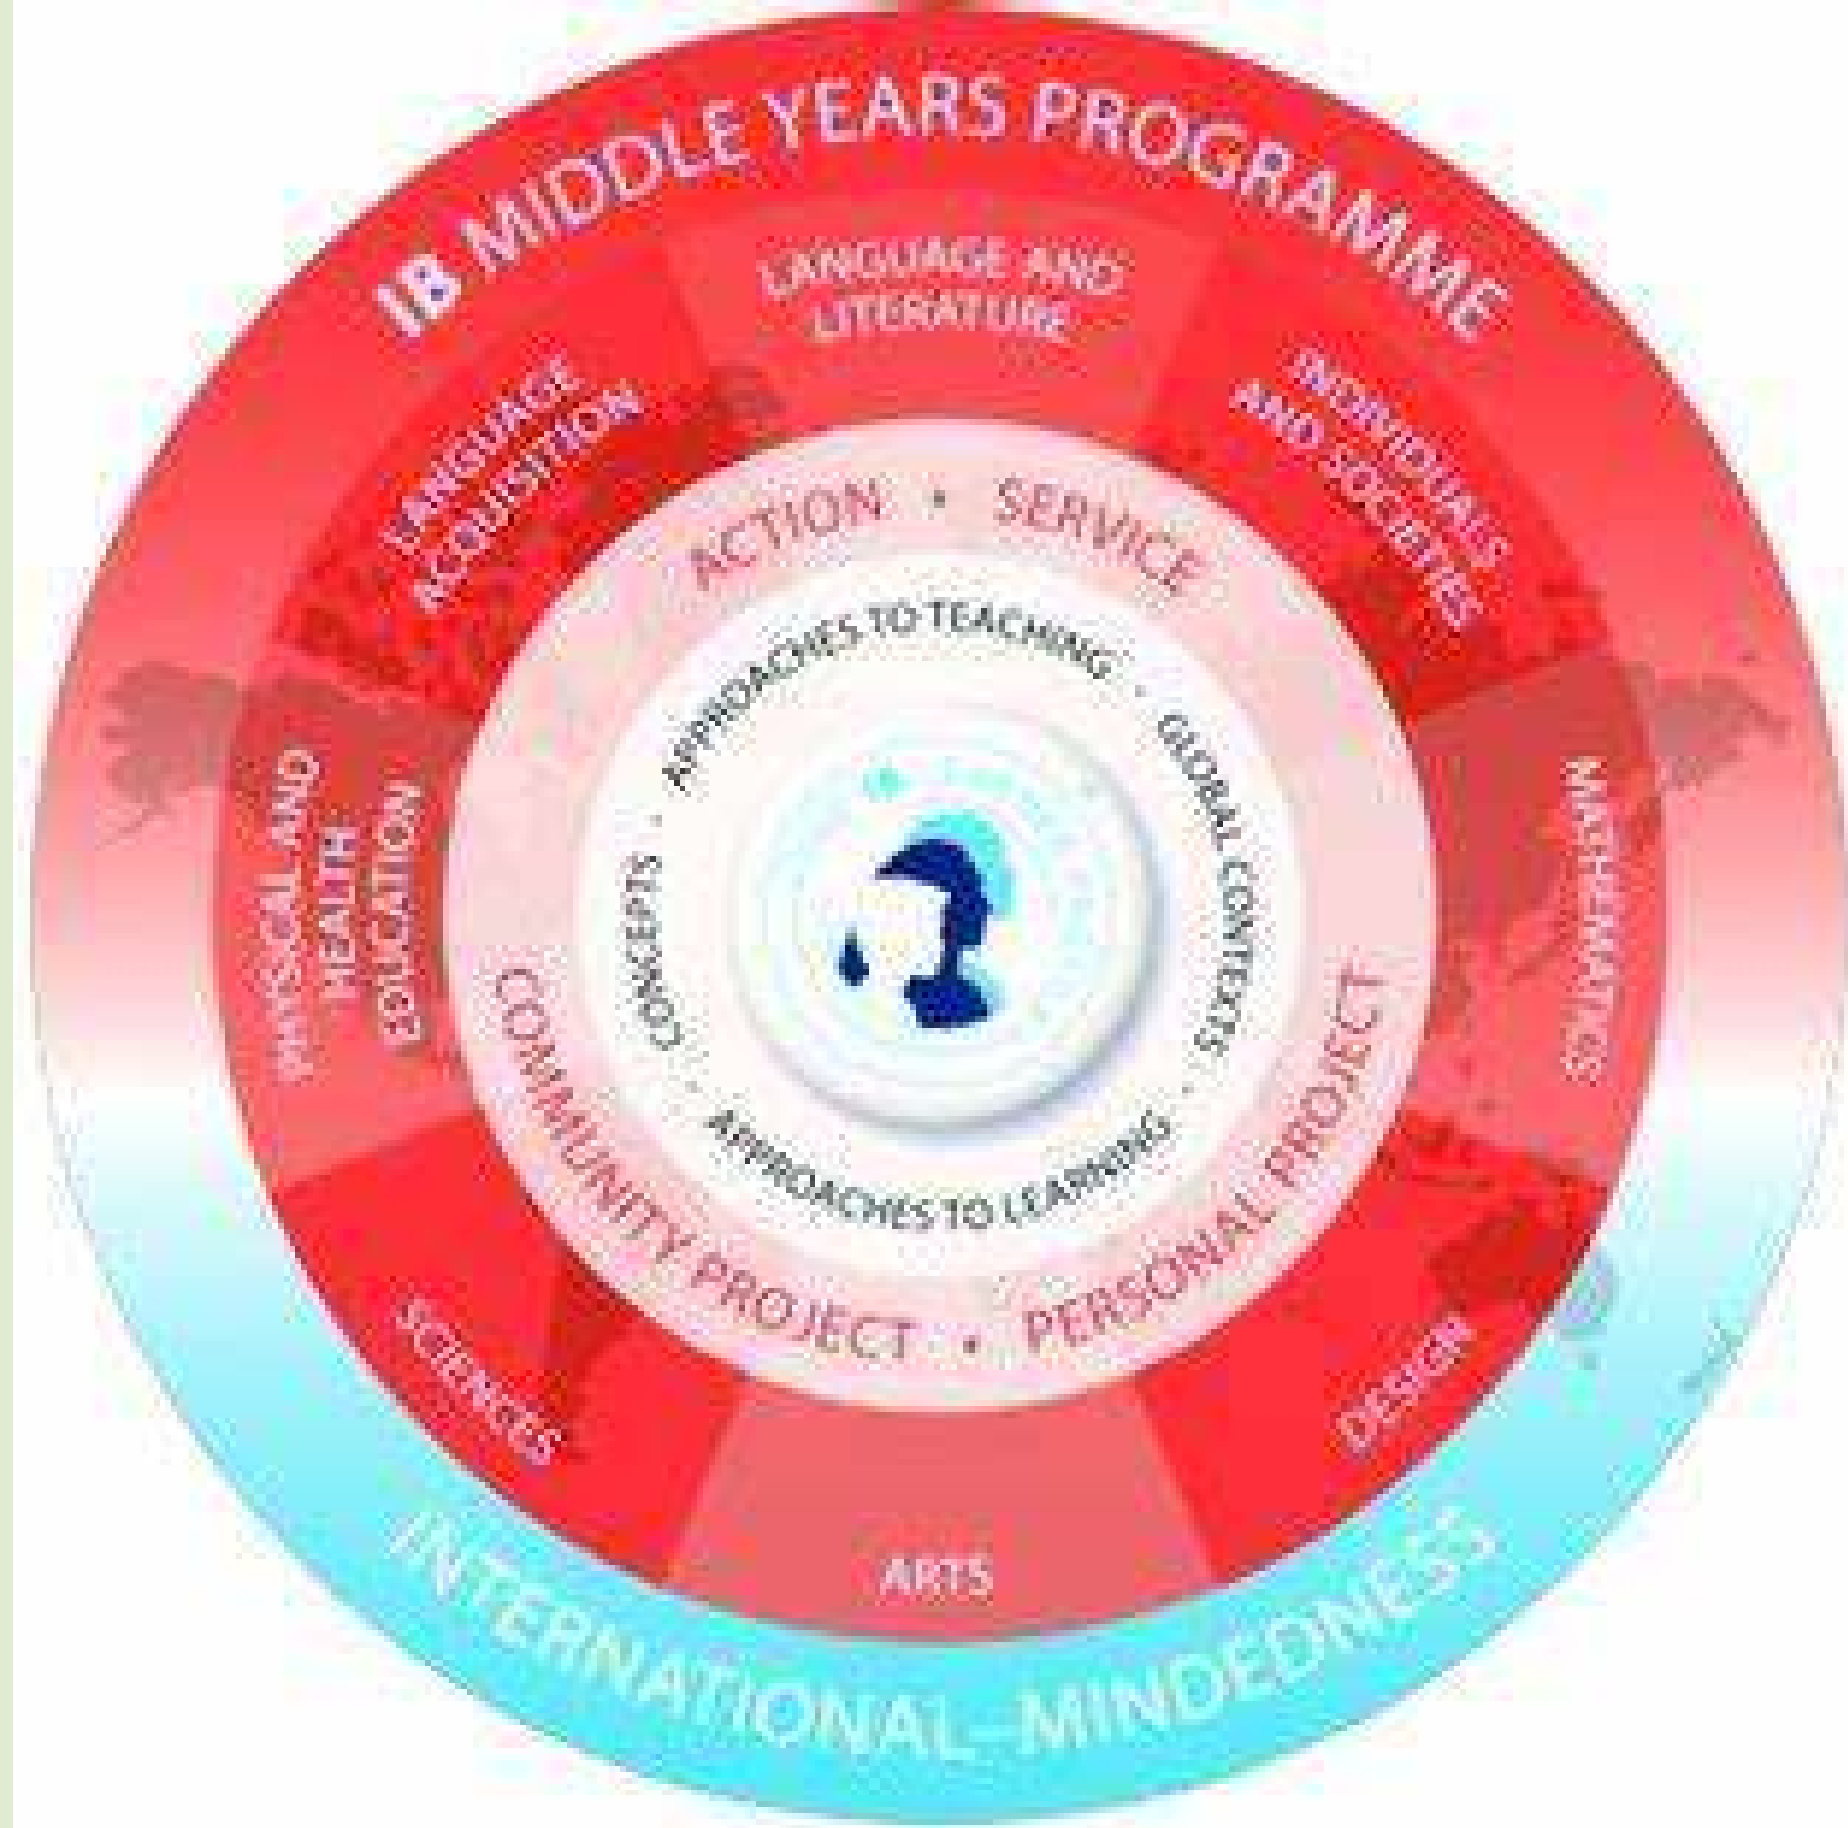 IB MIDDLE YEARS PROGRAMME
LANGUAGE AND
LITERATURE
INDIVIDUALS
AND SOCIETIES
MATHEMATICS
DESIGN
ARTS
SCIENCES
PHYSICAL AND
HEALTH
EDUCATION
LANGUAGE
ACQUISITION
ACTION • SERVICE
PERSONAL PROJECT
COMMUNITY PROJECT •
APPROACHES TO TEACHING ·
GLOBAL CONTEXTS ·
APPROACHES TO LEARNING ·
CONCEPTS ·
INTERNATIONAL-MINDEDNESS